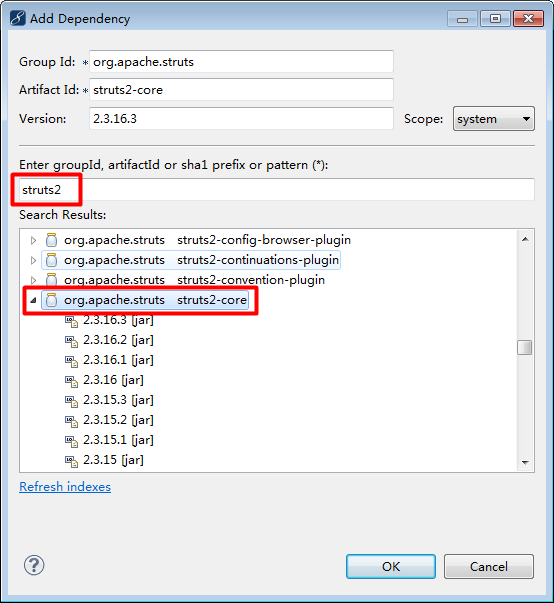 Add Dependency
Group Id: * org.apache.struts
Artifact Id: * struts2-core
Version: 2.3.16.3 Scope: system
Enter groupId, artifactId or sha1 prefix or pattern (*):
struts2
Search Results:
org.apache.struts struts2-config-browser-plugin
org.apache.struts struts2-continuations-plugin
org.apache.struts struts2-convention-plugin
org.apache.struts struts2-core
2.3.16.3 [jar]
2.3.16.2 [jar]
2.3.16.1 [jar]
2.3.16 [jar]
2.3.15.3 [jar]
2.3.15.2 [jar]
2.3.15.1 [jar]
2.3.15 [jar]
Refresh indexes
? OK Cancel